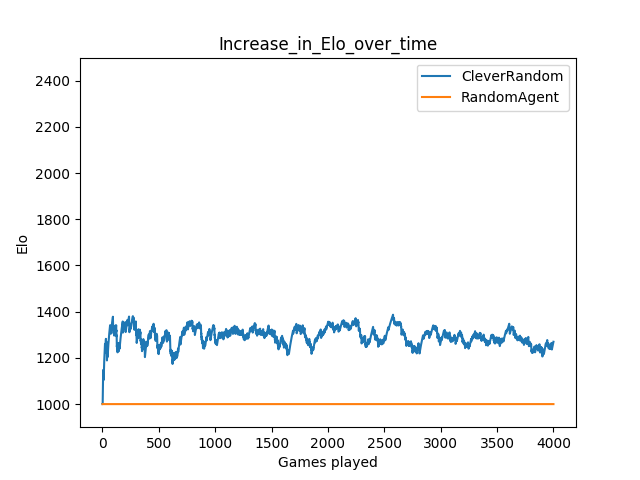 Increase_in_Elo_over_time
CleverRandom
RandomAgent
2400
2200
2000
1800
1600
1400
1200
1000
Elo
0 500 1000 1500 2000 2500 3000 3500 4000
Games played